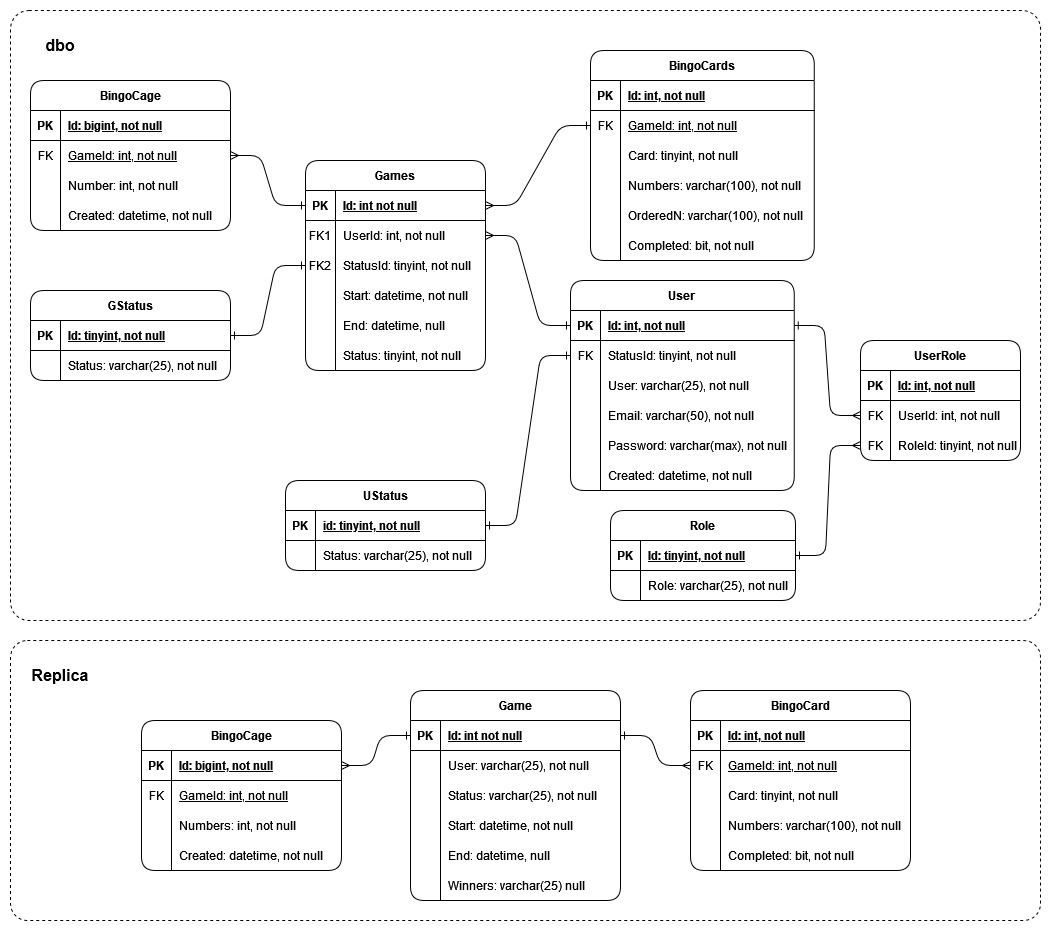 dbo
BingoCage
PK Id: bigint, not null
FK GameId: int, not null
Number: int, not null
Created: datetime, not null
GStatus
PK Id: tinyint, not null
Status: varchar(25), not null
Games
PK Id: int not null
FK1 UserId: int, not null
FK2 StatusId: tinyint, not null
Start: datetime, not null
End: datetime, null
Status: tinyint, not null
BingoCards
PK Id: int, not null
FK GameId: int, not null
Card: tinyint, not null
Numbers: varchar(100), not null
OrderedN: varchar(100), not null
Completed: bit, not null
User
PK Id: int, not null
FK StatusId: tinyint, not null
User: varchar(25), not null
Email: varchar(50), not null
Password: varchar(max), not null
Created: datetime, not null
UserRole
PK Id: int, not null
FK UserId: int, not null
FK RoleId: tinyint, not null
UStatus
PK id: tinyint, not null
Status: varchar(25), not null
Role
PK Id: tinyint, not null
Role: varchar(25), not null
Replica
BingoCage
PK Id: bigint, not null
FK GameId: int, not null
Numbers: int, not null
Created: datetime, not null
Game
PK Id: int not null
User: varchar(25), not null
Status: varchar(25), not null
Start: datetime, not null
End: datetime, null
Winners: varchar(25) null
BingoCard
PK Id: int, not null
FK GameId: int, not null
Card: tinyint, not null
Numbers: varchar(100), not null
Completed: bit, not null